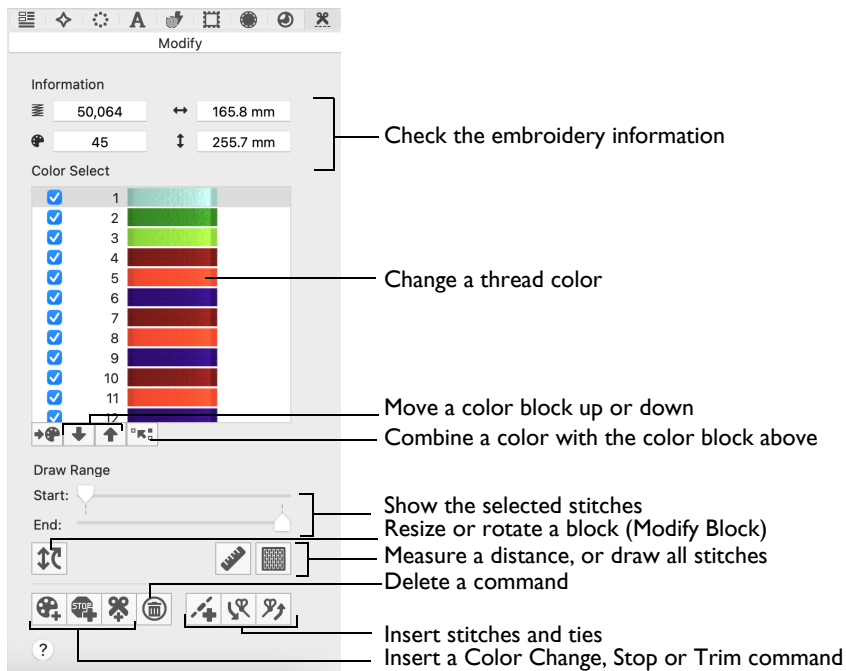 A
Modify
Information
50,064 165.8 mm
45 255.7 mm
Check the embroidery information
Color Select
1
2
3
4
5 Change a thread color
6
7
8
9
10
11
12
Move a color block up or down
Combine a color with the color block above
Draw Range
Start:
Show the selected stitches
End:
Resize or rotate a block (Modify Block)
Measure a distance, or draw all stitches
Delete a command
STOP
Insert stitches and ties
?
Insert a Color Change, Stop or Trim command